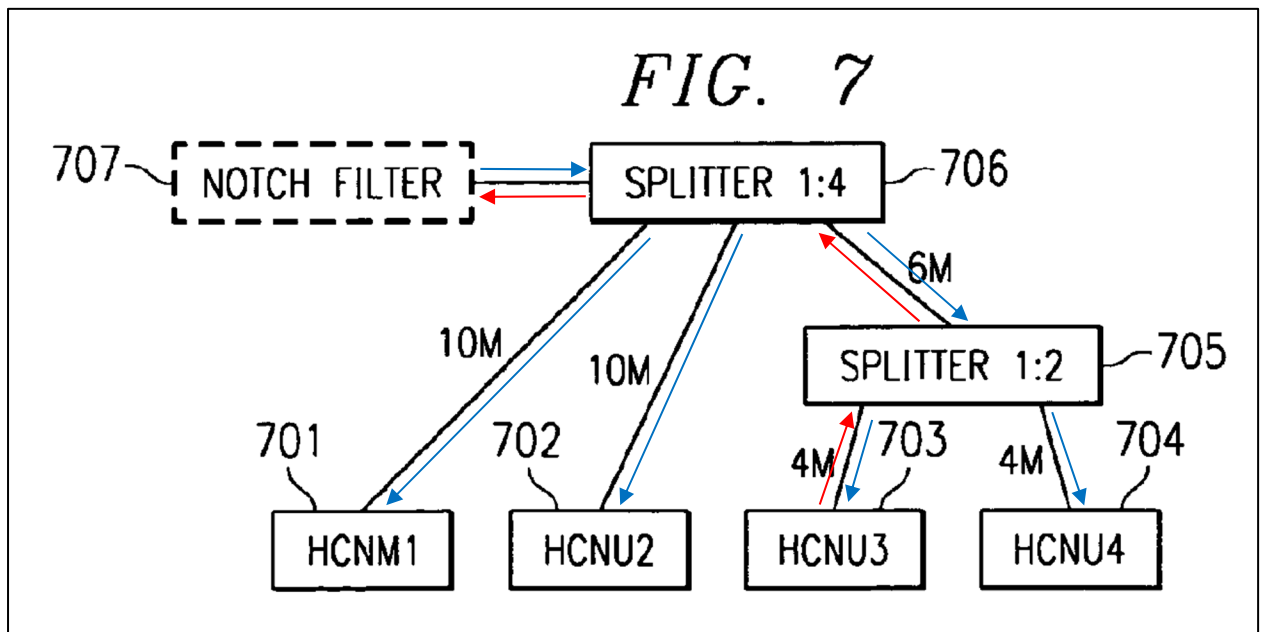 FIG. 7
707
NOTCH FILTER
SPLITTER 1:4
706
6M
10M
10M
SPLITTER 1:2
705
701
702
4M
703
4M
704
HCNM1
HCNU2
HCNU3
HCNU4